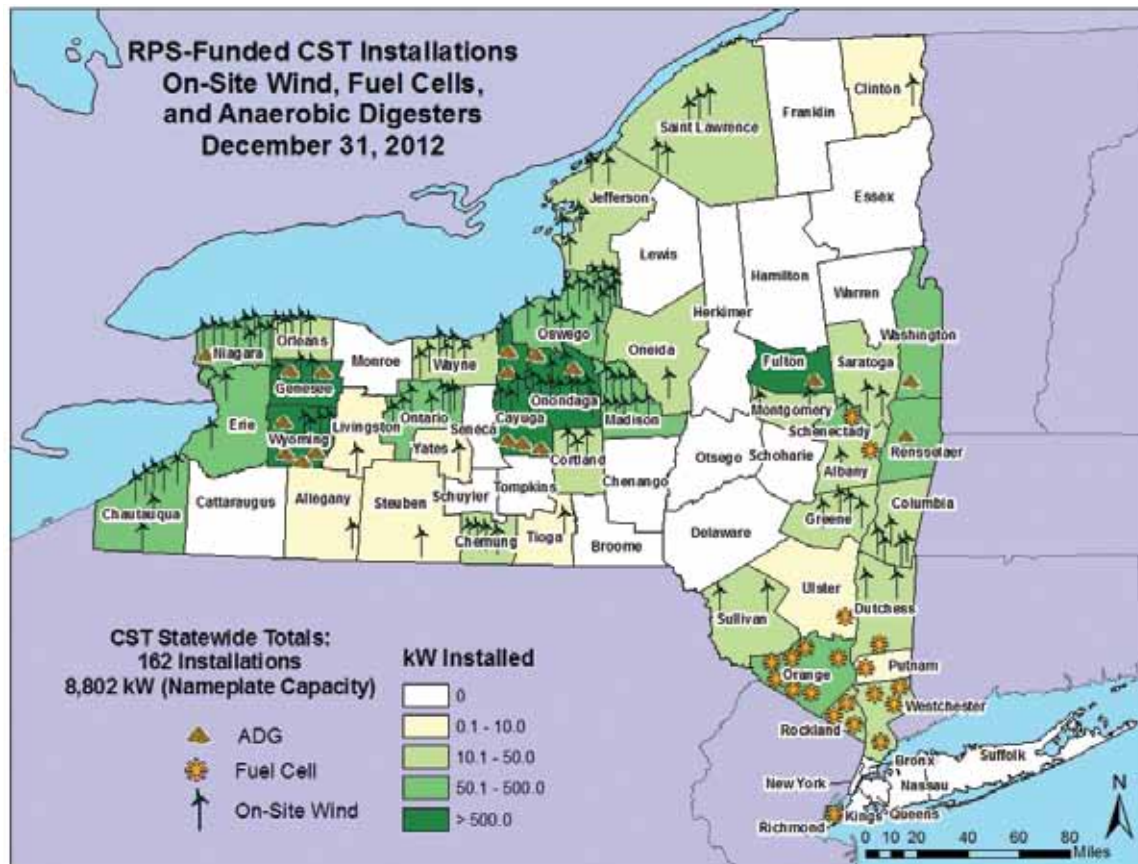 RPS-Funded CST Installations
On-Site Wind, Fuel Cells,
and Anaerobic Digesters
December 31, 2012
Clinton
Franklin
Saint Lawrence
Essex
Jefferson
Lewis
Hamilton
Herkimer
Warren
Washington
Oswego
Oneida
Niagara
Orleans
Monroe
Wayne
Fulton
Saratoga
Genesee
Onondaga
Cayuga
Madison
Montgomery
Ontario
Seneca
Schenectady
Erie
Wyoming
Livingston
Yates
Cortland
Otsego
Schoharie
Albany
Rensselaer
Chenango
Tompkins
Schuyler
Chautauqua
Cattaraugus
Allegany
Steuben
Chemung
Tioga
Broome
Delaware
Greene
Columbia
Ulster
Sullivan
Dutchess
Orange
Putnam
Westchester
Rockland
Bronx
Suffolk
New York
Nassau
Richmond
Kings
Queens
CST Statewide Totals:
162 Installations
8,802 kW (Nameplate Capacity)
ADG
Fuel Cell
On-Site Wind
kW Installed
0
0.1 - 10.0
10.1 - 50.0
50.1 - 500.0
> 500.0
N
0 10 20 40 60 80
Miles